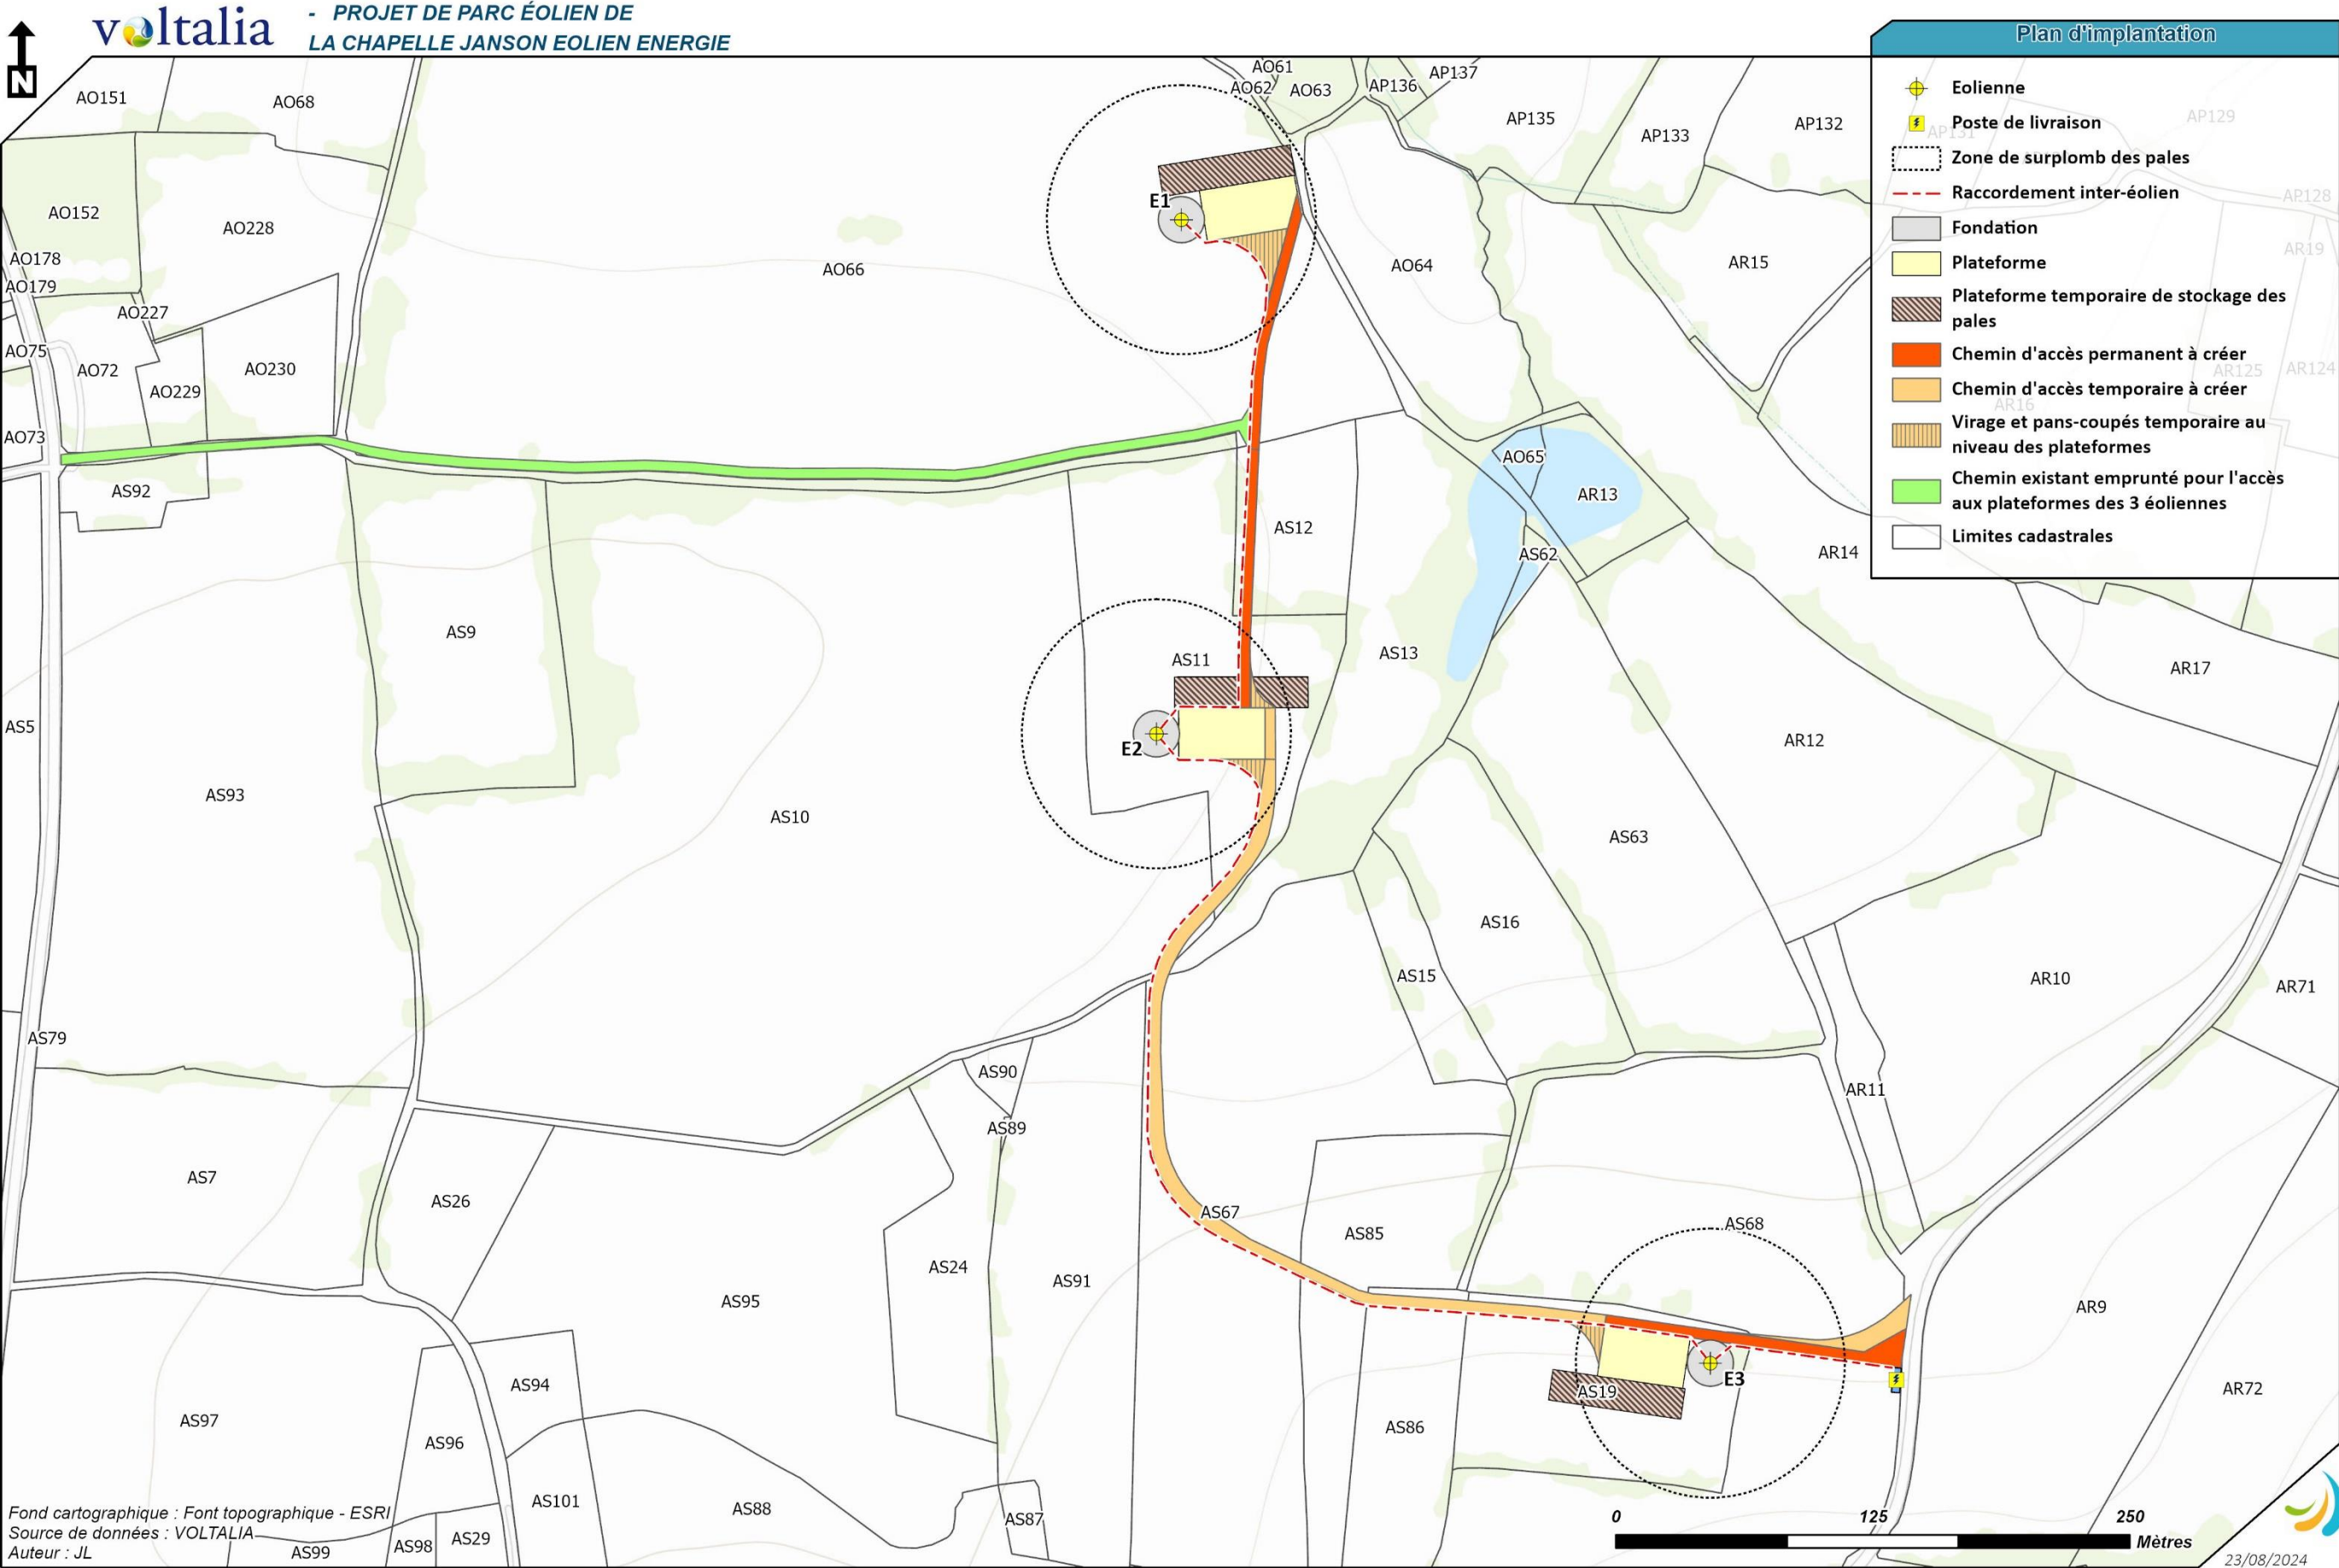 voltalia
- PROJET DE PARC ÉOLIEN DE
LA CHAPELLE JANSON EOLIEN ENERGIE
N
Plan d'implantation
Eolienne
Poste de livraison
Zone de surplomb des pales
Raccordement inter-éolien
Fondation
Plateforme
Plateforme temporaire de stockage des
pales
Chemin d'accès permanent à créer
Chemin d'accès temporaire à créer
Virage et pans-coupés temporaire au
niveau des plateformes
Chemin existant emprunté pour l'accès
aux plateformes des 3 éoliennes
Limites cadastrales
AP131
AP129
AP128
AR19
AR125
AR124
AR16
AO151
AO68
AO61
AO62
AO63
AP136
AP137
AP135
AP133
AP132
AO152
AO228
E1
AO178
AO179
AO66
AO64
AR15
AO227
AO75
AO72
AO229
AO230
AO73
AO65
AR13
AS92
AS12
AS62
AR14
AS9
AS11
AS13
AR17
AS5
E2
AR12
AS93
AS10
AS63
AS16
AS15
AR10
AR71
AS79
AS90
AR11
AS89
AS7
AS26
AS67
AS85
AS68
AS24
AS91
AS95
AR9
AS94
AS19
E3
AR72
AS97
AS96
AS86
AS101
AS88
AS87
AS98
AS29
AS99
Fond cartographique : Font topographique - ESRI
Source de données : VOLTALIA
Auteur : JL
0
125
250
Mètres
23/08/2024